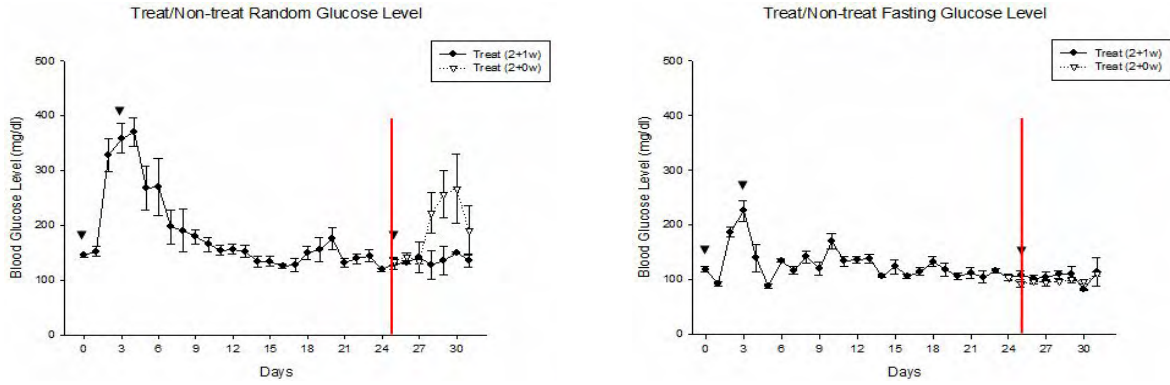 Treat/Non-treat Random Glucose Level
Treat (2+1w)
Treat (2+0w)
500
400
300
200
100
0
Blood Glucose Level (mg/dl)
0 3 6 9 12 15 18 21 24 27 30
Days
Treat/Non-treat Fasting Glucose Level
Treat (2+1w)
Treat (2+0w)
500
400
300
200
100
0
Blood Glucose Level (mg/dl)
0 3 6 9 12 15 18 21 24 27 30
Days